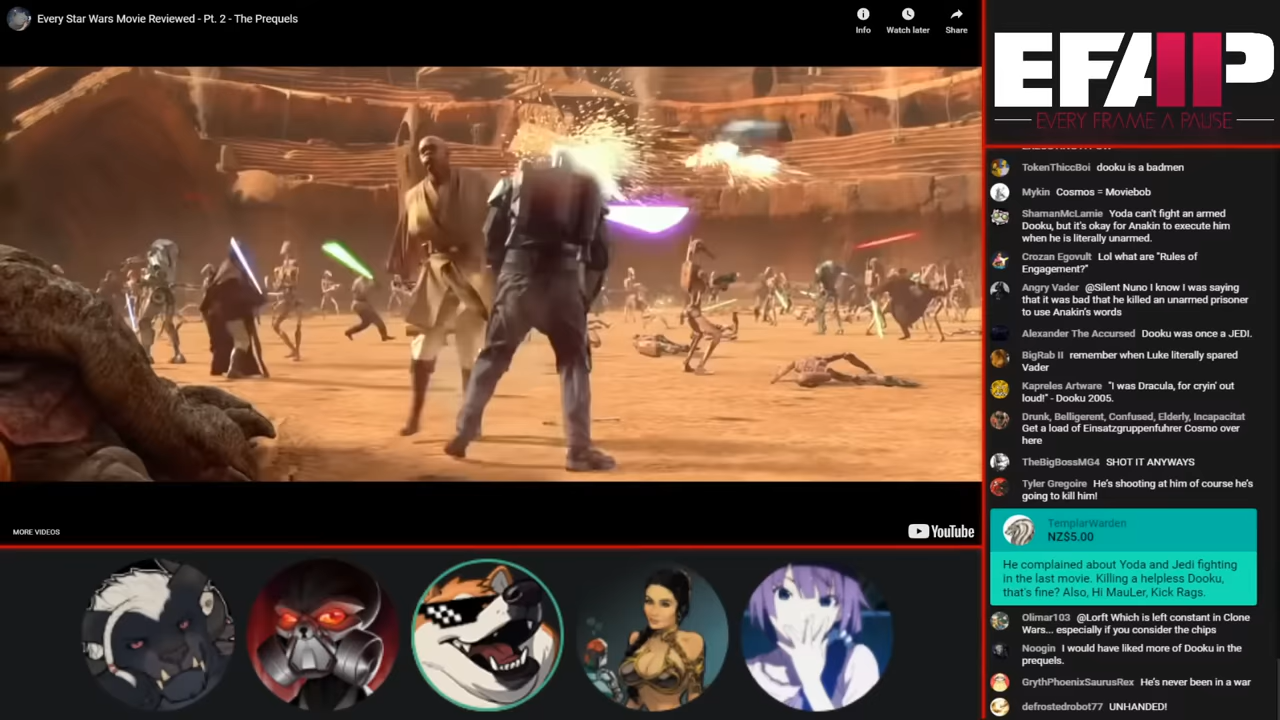 Every Star Wars Movie Reviewed - Pt. 2 - The Prequels
Info
Watch later
Share
MORE VIDEOS
YouTube
EFAP
EVERY FRAME A PAUSE
TokenThiccBoi dooku is a badmen
Mykin Cosmos = Moviebob
ShamanMcLamie Yoda can't fight an armed
Dooku, but it's okay for Anakin to execute him
when he is literally unarmed.
Crozan Egovult Lol what are "Rules of
Engagement?"
Angry Vader @Silent Nuno I know I was saying
that it was bad that he killed an unarmed prisoner
to use Anakin's words
Alexander The Accursed Dooku was once a JEDI.
BigRab II remember when Luke literally spared
Vader
Kapreles Artware "I was Dracula, for cryin' out
loud!" - Dooku 2005.
Drunk, Belligerent, Confused, Elderly, Incapacitat
Get a load of Einsatzgruppenfuhrer Cosmo over
here
TheBigBossMG4 SHOT IT ANYWAYS
Tyler Gregoire He's shooting at him of course he's
going to kill him!
TemplarWarden
NZ$5.00
He complained about Yoda and Jedi fighting
in the last movie. Killing a helpless Dooku,
that's fine? Also, Hi MauLer, Kick Rags.
Olimar103 @Lorft Which is left constant in Clone
Wars... especially if you consider the chips
Noogin I would have liked more of Dooku in the
prequels.
GrythPhoenixSaurusRex He's never been in a war
defrostedrobot77 UNHANDED!